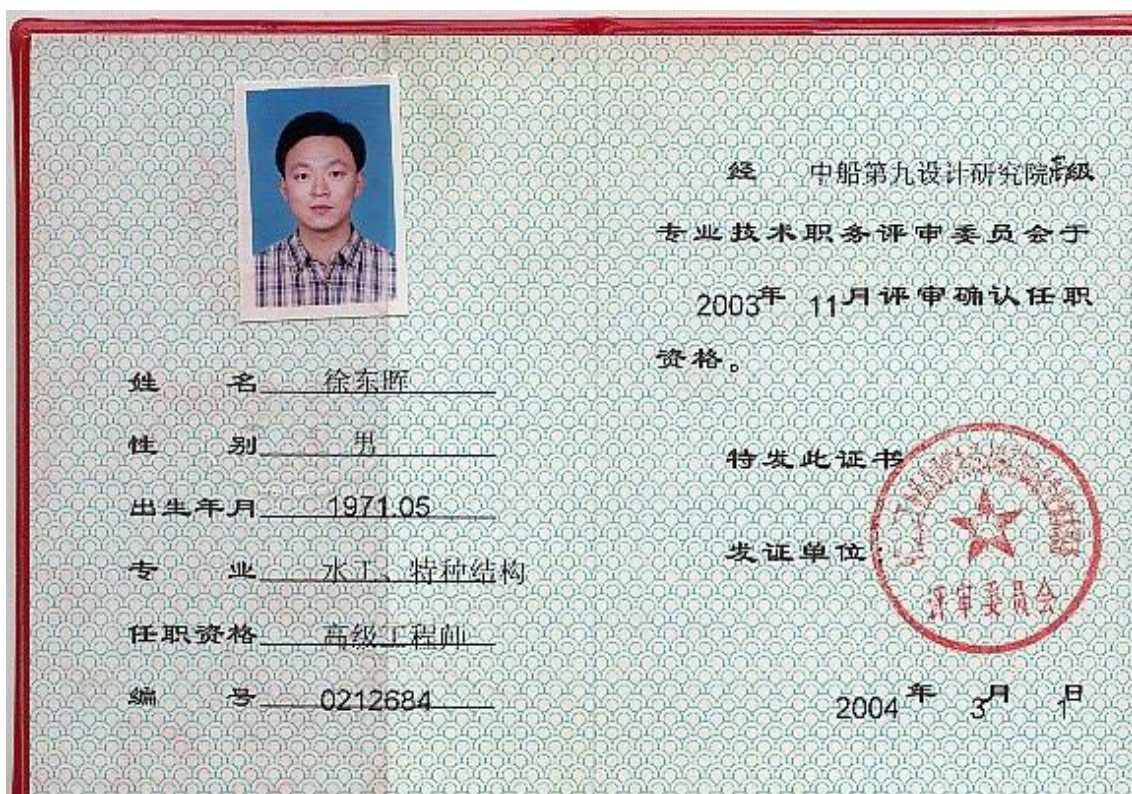 姓名 徐东晖
性别 男
出生年月 1971.05
专业 水工、特种结构
任职资格 高级工程师
编号 0212684
经 中船第九设计研究院高级
专业技术职务评审委员会于
2003年 11月评审确认任职
资格。
特发此证书
发证单位：
评审委员会
2004年 3月 1日